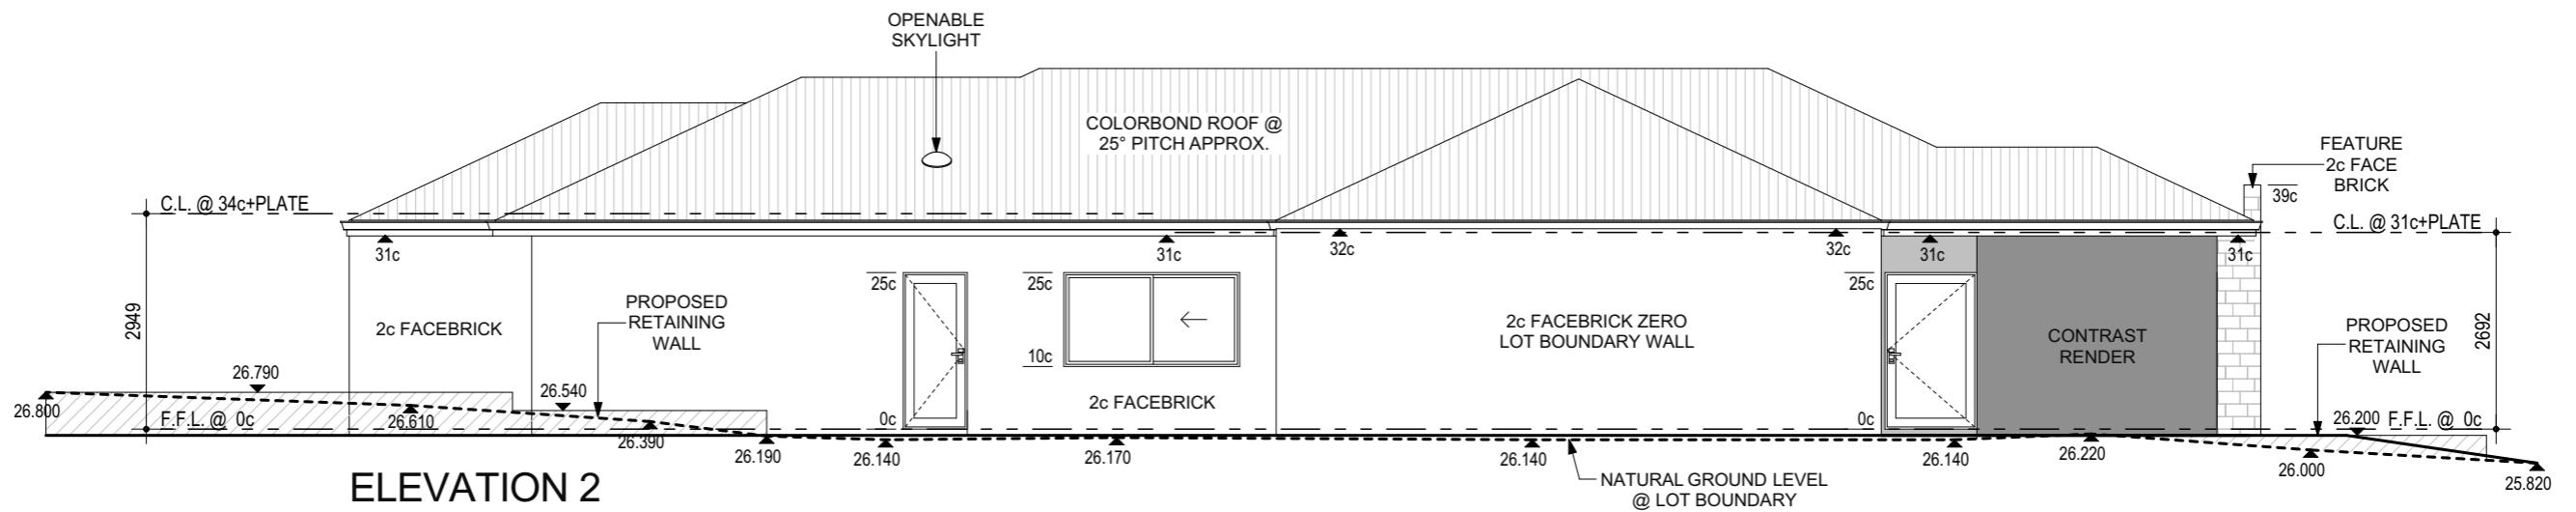 OPENABLE
SKYLIGHT
COLORBOND ROOF @
25° PITCH APPROX.
FEATURE
2c FACE
BRICK
39c
C.L. @ 34c+PLATE
C.L. @ 31c+PLATE
31c
31c
32c
32c
31c
31c
2949
2692
25c
25c
25c
PROPOSED
RETAINING
WALL
2c FACEBRICK
10c
2c FACEBRICK ZERO
LOT BOUNDARY WALL
CONTRAST
RENDER
PROPOSED
RETAINING
WALL
26.790
26.540
2c FACEBRICK
26.800
F.F.L. @ 0c
26.610
26.390
0c
0c
26.200
F.F.L. @ 0c
26.190
26.140
26.170
26.140
26.140
26.220
26.000
25.820
NATURAL GROUND LEVEL
@ LOT BOUNDARY
ELEVATION 2